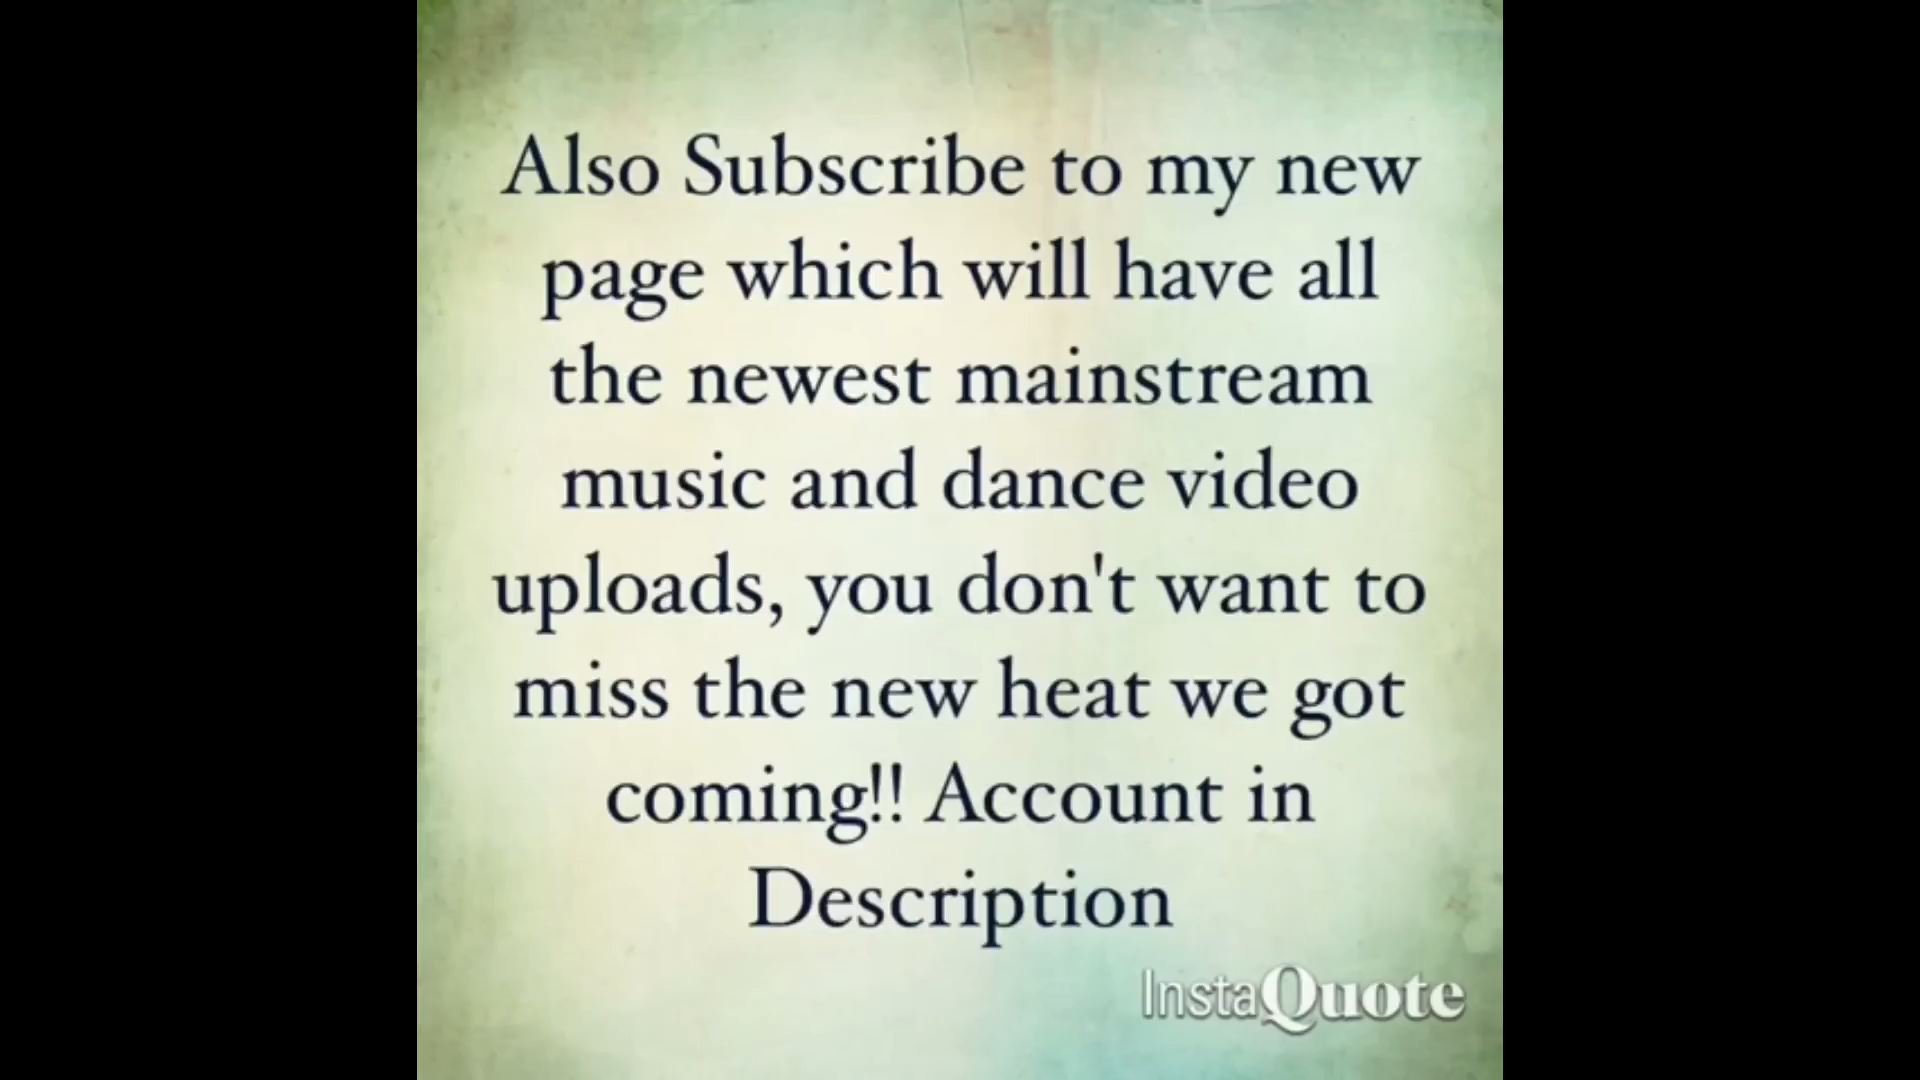 Also Subscribe to my new
page which will have all
the newest mainstream
music and dance video
uploads, you don't want to
miss the new heat we got
coming!! Account in
Description
InstaQuote